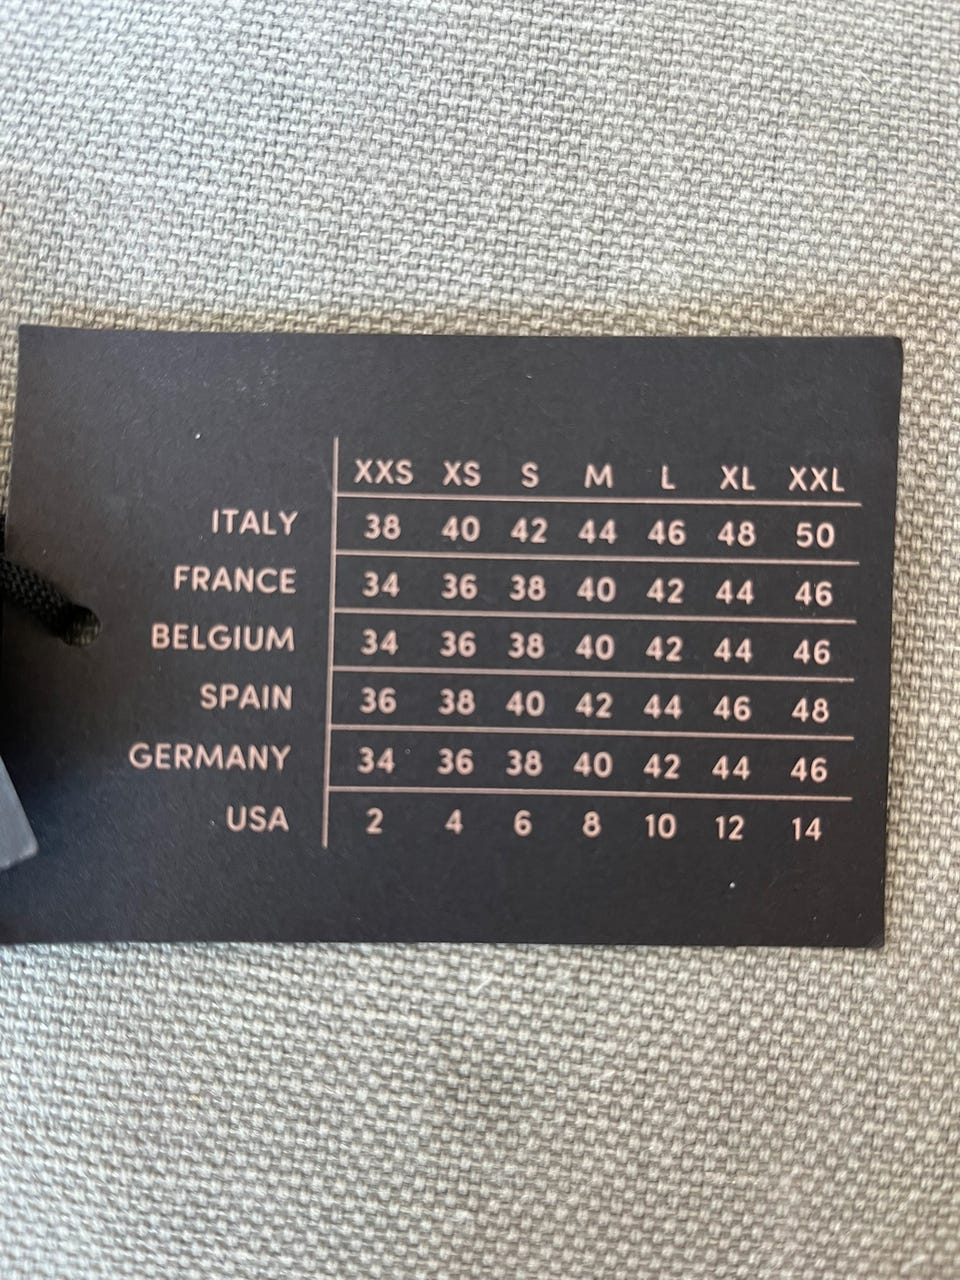 XXS XS S M L XL XXL
ITALY 38 40 42 44 46 48 50
FRANCE 34 36 38 40 42 44 46
BELGIUM 34 36 38 40 42 44 46
SPAIN 36 38 40 42 44 46 48
GERMANY 34 36 38 40 42 44 46
USA 2 4 6 8 10 12 14